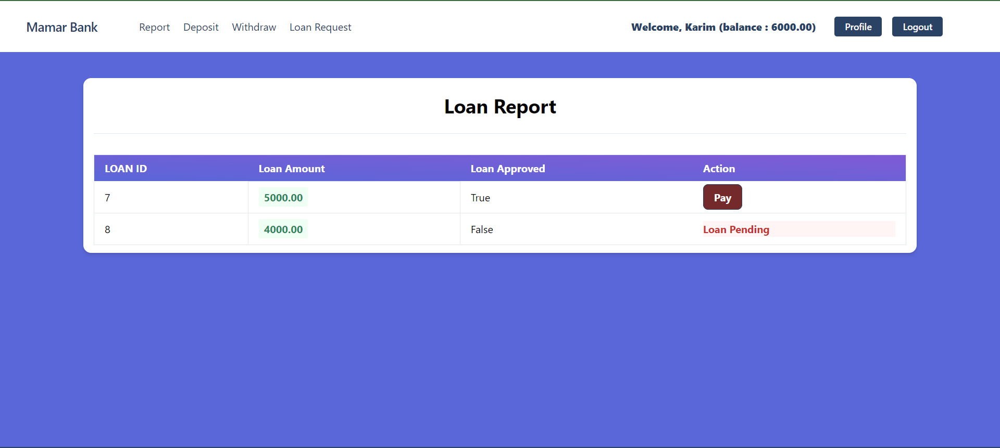 Mamar Bank Report Deposit Withdraw Loan Request Welcome, Karim (balance : 6000.00) Profile Logout
Loan Report
LOAN ID Loan Amount Loan Approved Action
7 5000.00 True Pay
8 4000.00 False Loan Pending